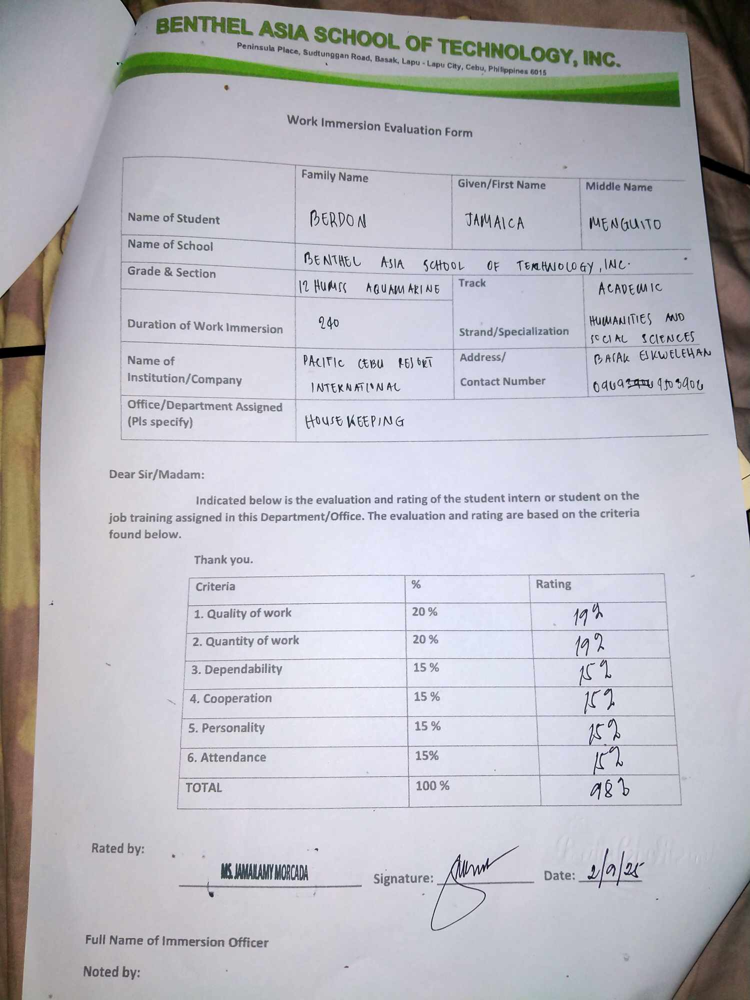 BENTHEL ASIA SCHOOL OF TECHNOLOGY, INC.
Peninsula Place, Sudtunggan Road, Basak, Lapu - Lapu City, Cebu, Philippines 6015
Work Immersion Evaluation Form
Family Name Given/First Name Middle Name
Name of Student BERDON JAMAICA MENGUITO
Name of School BENTHEL ASIA SCHOOL OF TECHNOLOGY, INC.
Grade & Section 12 HUMSS AQUAMARINE Track ACADEMIC
Duration of Work Immersion 240 Strand/Specialization HUMANITIES AND
SOCIAL SCIENCES
Name of PACIFIC CEBU RESORT Address/ BASAK ESKWELEHAN
Institution/Company INTERNATIONAL Contact Number
Office/Department Assigned
(Pls specify) HOUSEKEEPING
Dear Sir/Madam:
Indicated below is the evaluation and rating of the student intern or student on the
job training assigned in this Department/Office. The evaluation and rating are based on the criteria
found below.
Thank you.
Criteria % Rating
1. Quality of work 20 % 19%
2. Quantity of work 20 % 19%
3. Dependability 15 % 15%
4. Cooperation 15 % 15%
5. Personality 15 % 15%
6. Attendance 15% 15%
TOTAL 100 % 98%
Rated by:
MS. JAMAILAMY MORCADA Signature: Date: 2/9/25
Full Name of Immersion Officer
Noted by: